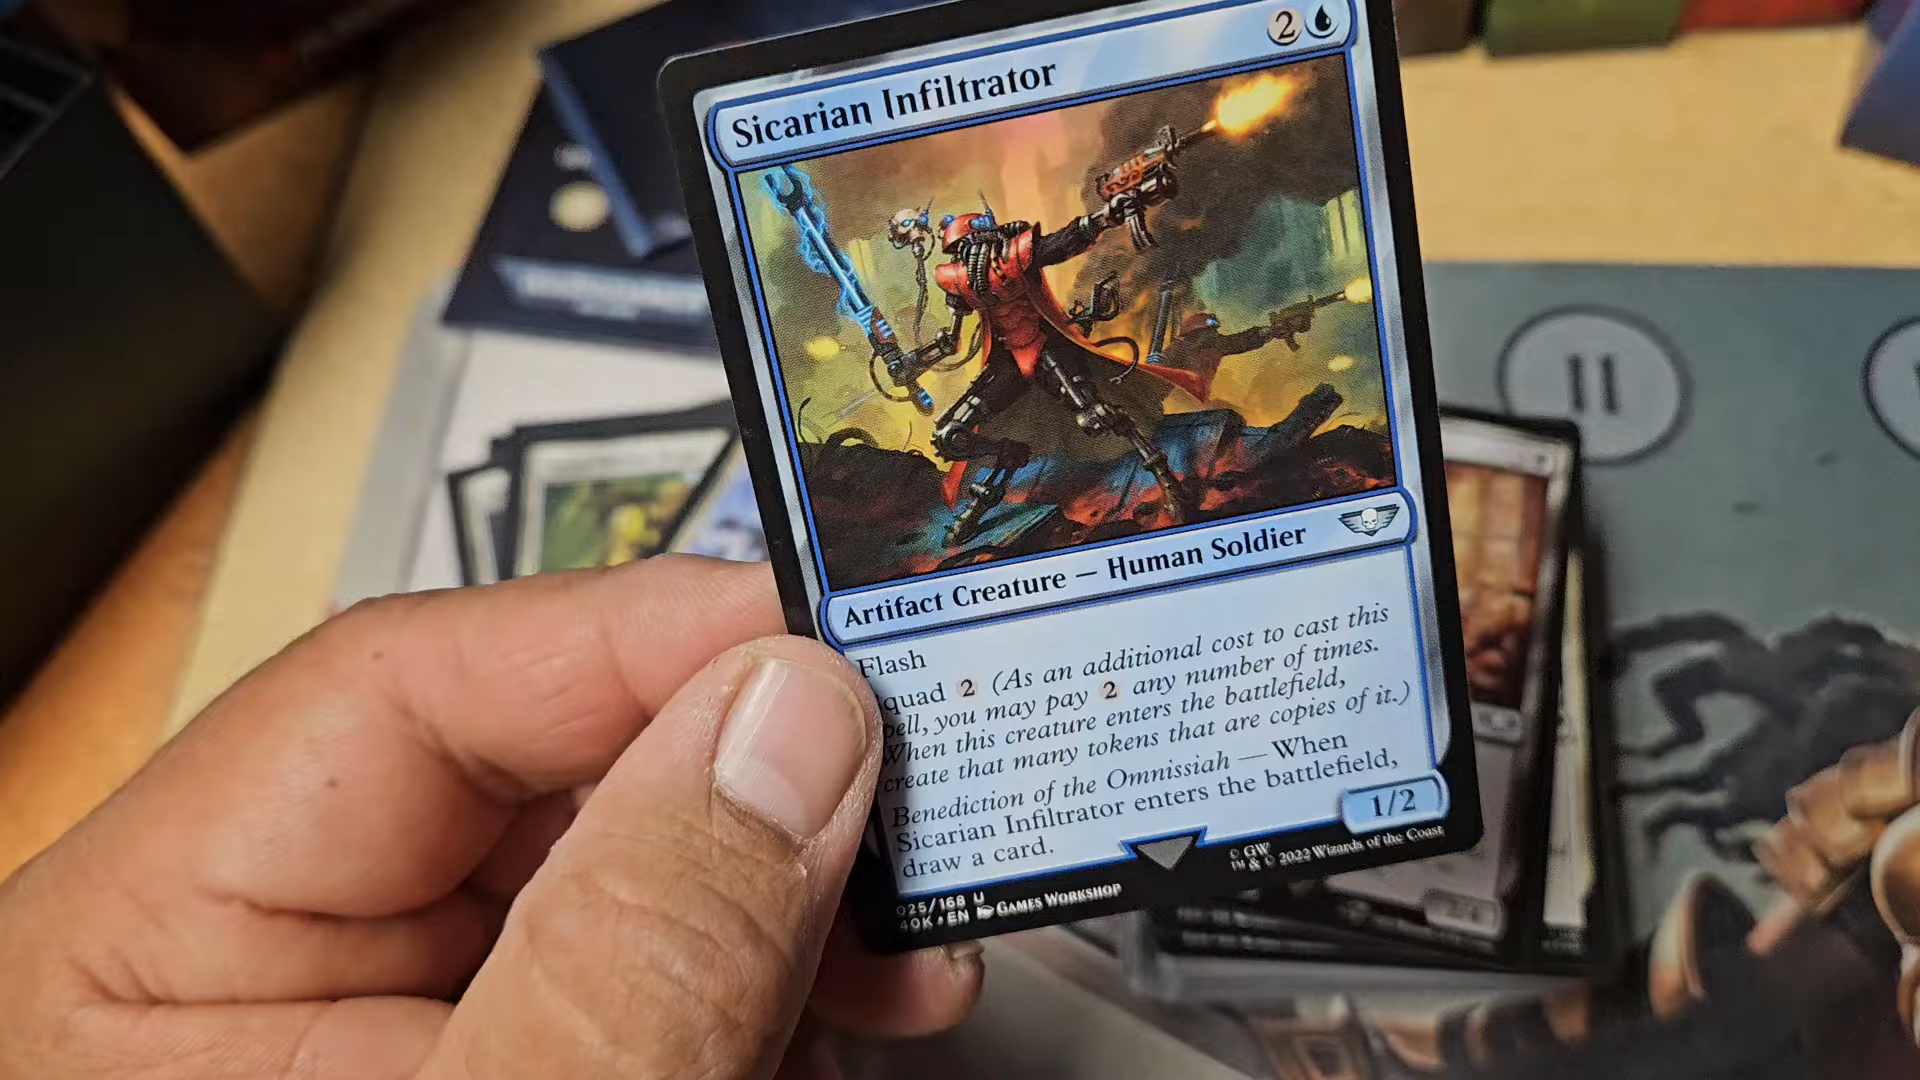 2
Sicarian Infiltrator
Artifact Creature — Human Soldier
Flash
quad 2 (As an additional cost to cast this
pell, you may pay 2 any number of times.
When this creature enters the battlefield,
create that many tokens that are copies of it.)
Benediction of the Omnissiah — When
Sicarian Infiltrator enters the battlefield,
draw a card.
1/2
025/168 U
40K • EN GAMES WORKSHOP
© GW
™ & © 2022 Wizards of the Coast
11